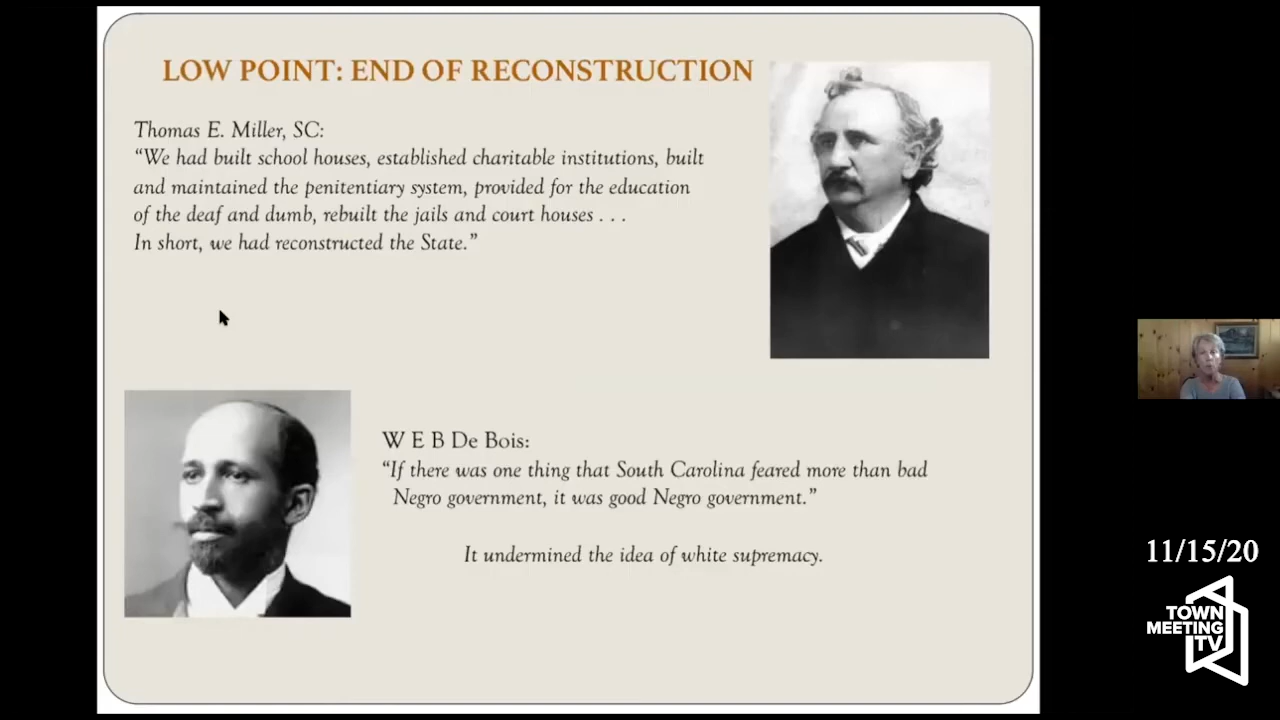 LOW POINT: END OF RECONSTRUCTION
Thomas E. Miller, SC:
“We had built school houses, established charitable institutions, built
and maintained the penitentiary system, provided for the education
of the deaf and dumb, rebuilt the jails and court houses . . .
In short, we had reconstructed the State.”
W E B De Bois:
“If there was one thing that South Carolina feared more than bad
Negro government, it was good Negro government.”
It undermined the idea of white supremacy.
11/15/20
TOWN
MEETING
TV